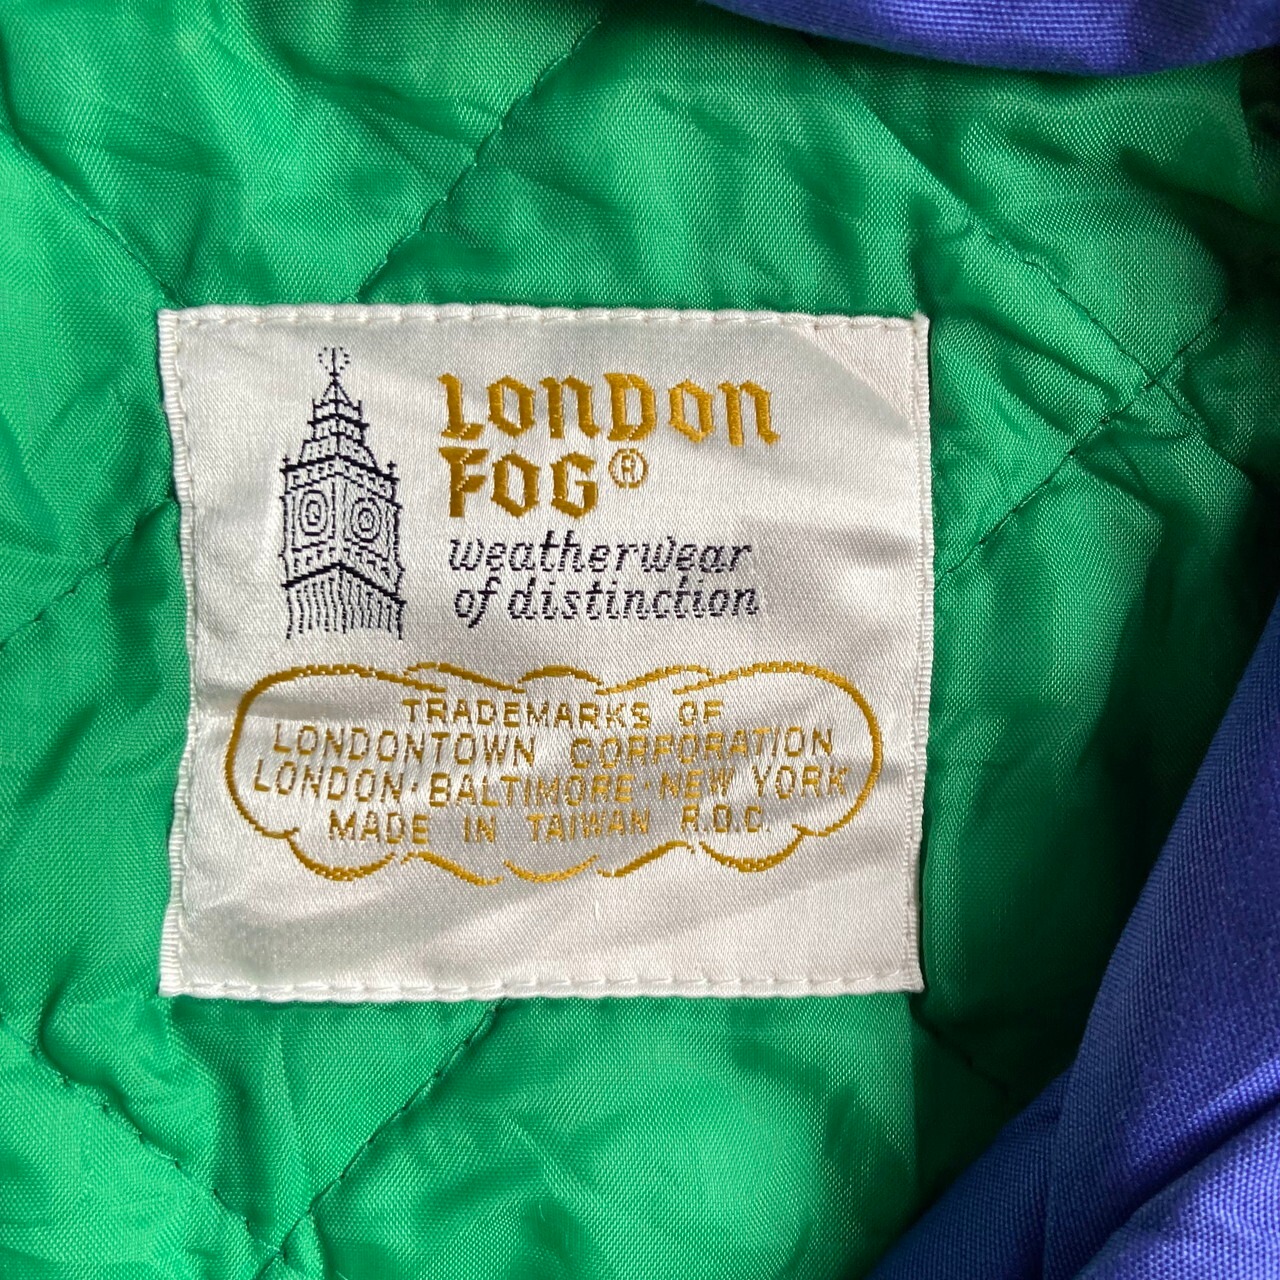 LONDON
FOG®
weatherwear
of distinction
TRADEMARKS OF
LONDONTOWN CORPORATION
LONDON·BALTIMORE·NEW YORK
MADE IN TAIWAN R.O.C.